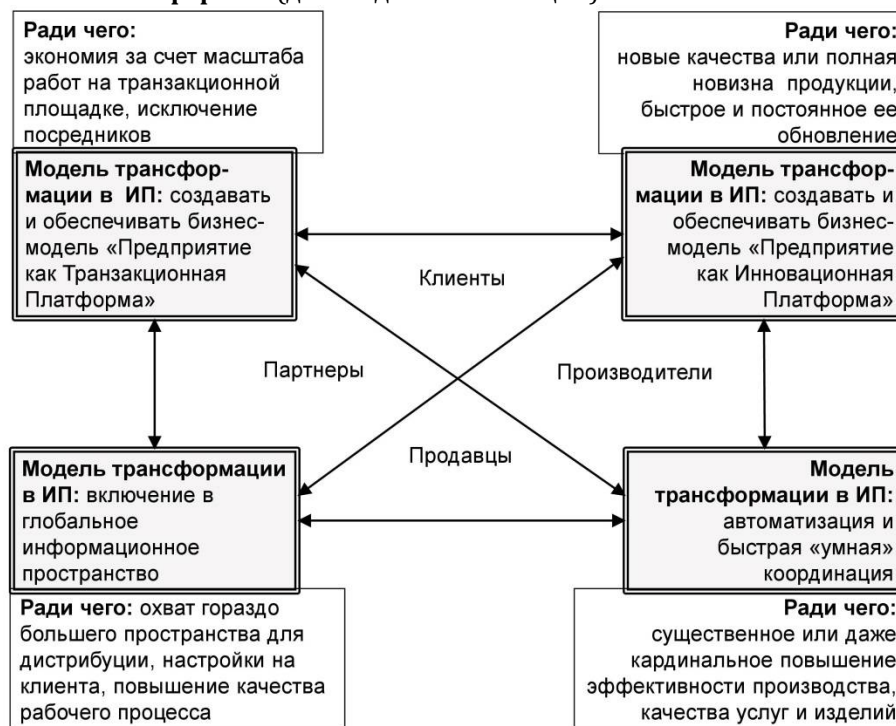 Ради чего:
экономия за счет масштаба
работ на транзакционной
площадке, исключение
посредников
Ради чего:
новые качества или полная
новизна продукции,
быстрое и постоянное ее
обновление
Модель трансфор-
мации в ИП: создавать
и обеспечивать бизнес-
модель «Предприятие
как Транзакционная
Платформа»
Модель трансфор-
мации в ИП: создавать и
обеспечивать бизнес-
модель «Предприятие
как Инновационная
Платформа»
Клиенты
Партнеры
Производители
Продавцы
Модель трансформации
в ИП: включение в
глобальное
информационное
пространство
Модель
трансформации в ИП:
автоматизация и
быстрая «умная»
координация
Ради чего: охват гораздо
большего пространства для
дистрибуции, настройки на
клиента, повышение качества
рабочего процесса
Ради чего:
существенное или даже
кардинальное повышение
эффективности производства,
качества услуг и изделий